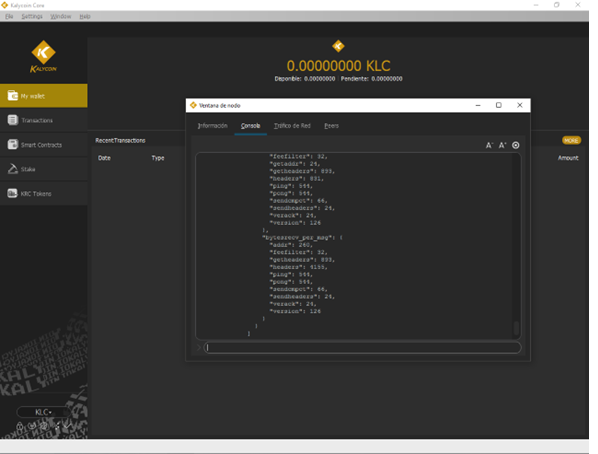 Kalycoin Core
File Settings Window Help
KALYCOIN
0.00000000 KLC
Disponible: 0.00000000 | Pendiente: 0.00000000
My wallet
Transactions
Smart Contracts
Stake
KRC Tokens
Recent Transactions
MORE
Date Type Amount
Ventana de nodo
Información Consola Tráfico de Red Peers
A- A+
"feefilter": 32,
"getaddr": 24,
"getheaders": 893,
"headers": 831,
"ping": 544,
"pong": 544,
"sendcmpct": 66,
"sendheaders": 24,
"verack": 24,
"version": 126
},
"bytesrecv_per_msg": {
"addr": 260,
"feefilter": 32,
"getheaders": 893,
"headers": 4155,
"ping": 544,
"pong": 544,
"sendcmpct": 66,
"sendheaders": 24,
"verack": 24,
"version": 126
}
}
]
KLC